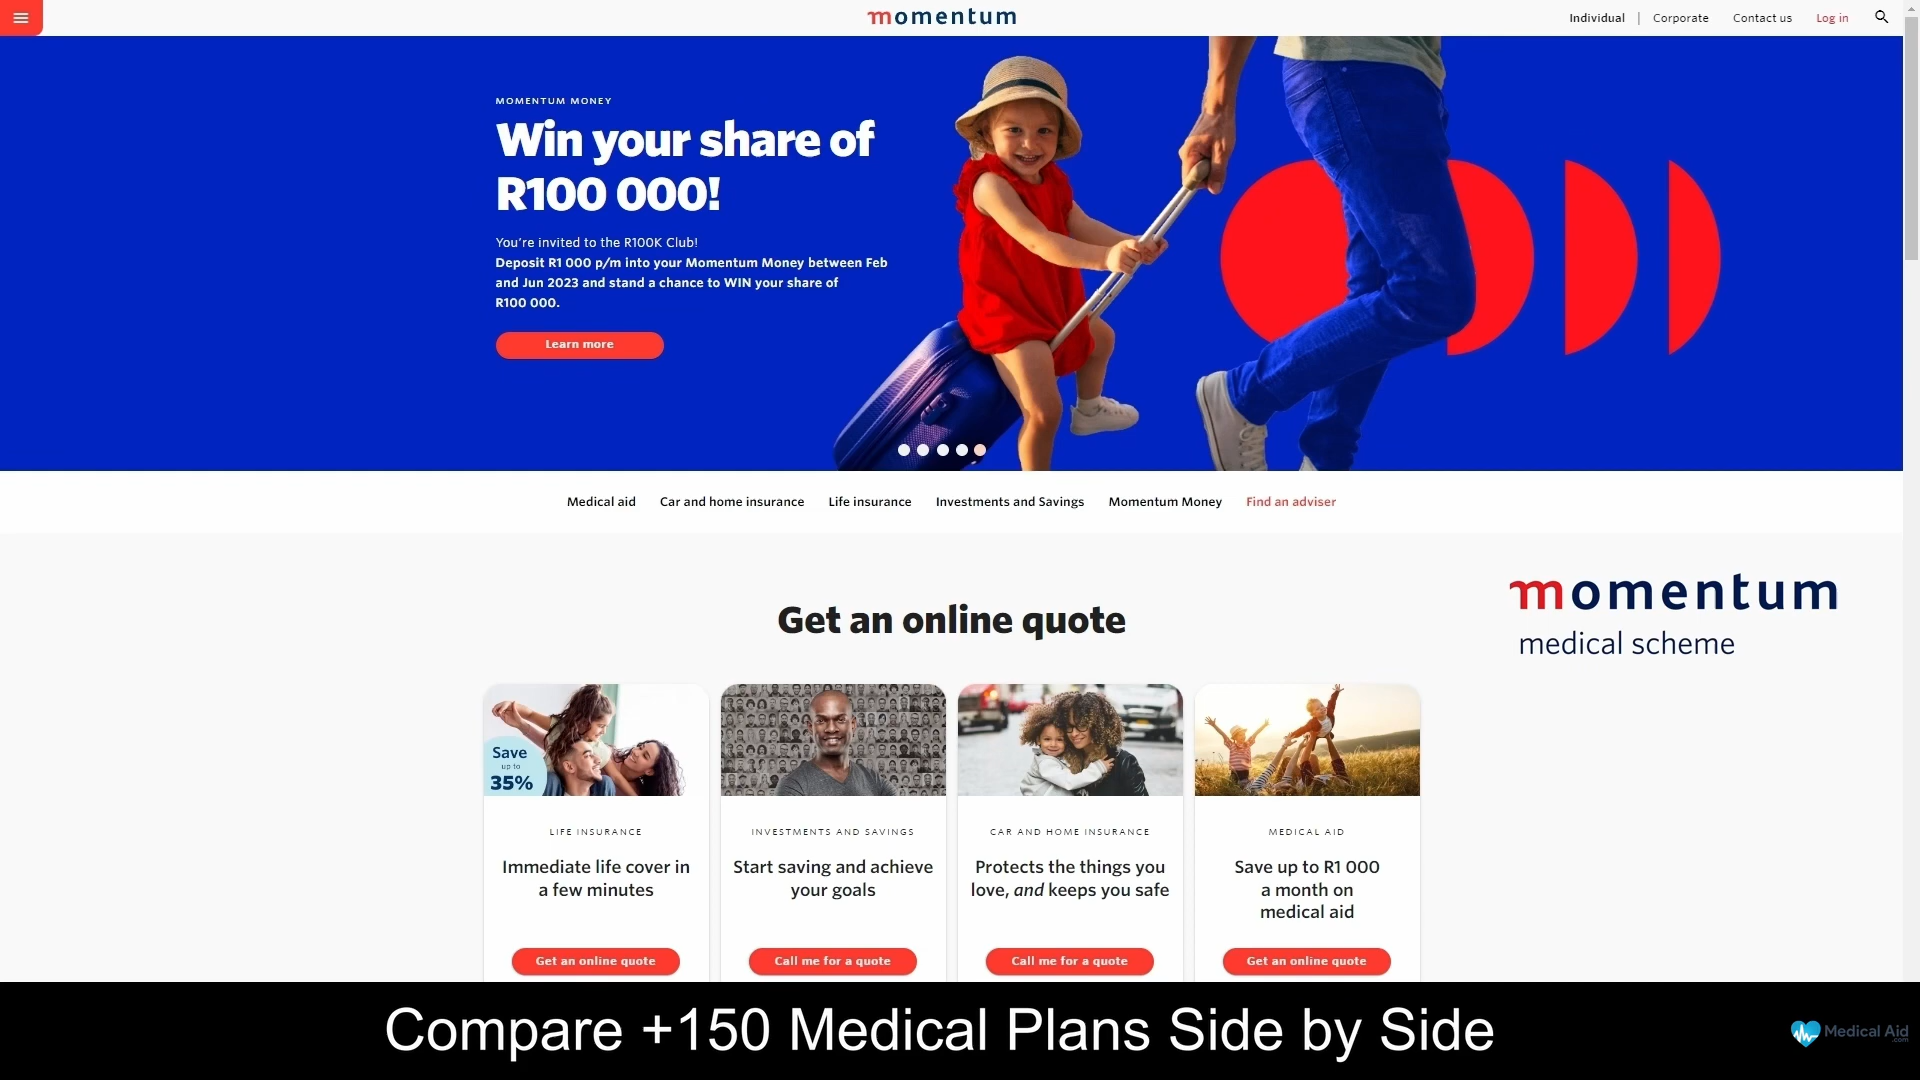 momentum
Individual | Corporate Contact us Log in
MOMENTUM MONEY
Win your share of
R100 000!
You're invited to the R100K Club!
Deposit R1 000 p/m into your Momentum Money between Feb
and Jun 2023 and stand a chance to WIN your share of
R100 000.
Learn more
Medical aid Car and home insurance Life insurance Investments and Savings Momentum Money Find an adviser
momentum
medical scheme
Get an online quote
Save
up to
35%
LIFE INSURANCE
Immediate life cover in
a few minutes
Get an online quote
INVESTMENTS AND SAVINGS
Start saving and achieve
your goals
Call me for a quote
CAR AND HOME INSURANCE
Protects the things you
love, and keeps you safe
Call me for a quote
MEDICAL AID
Save up to R1 000
a month on
medical aid
Get an online quote
Compare +150 Medical Plans Side by Side
Medical Aid
.com